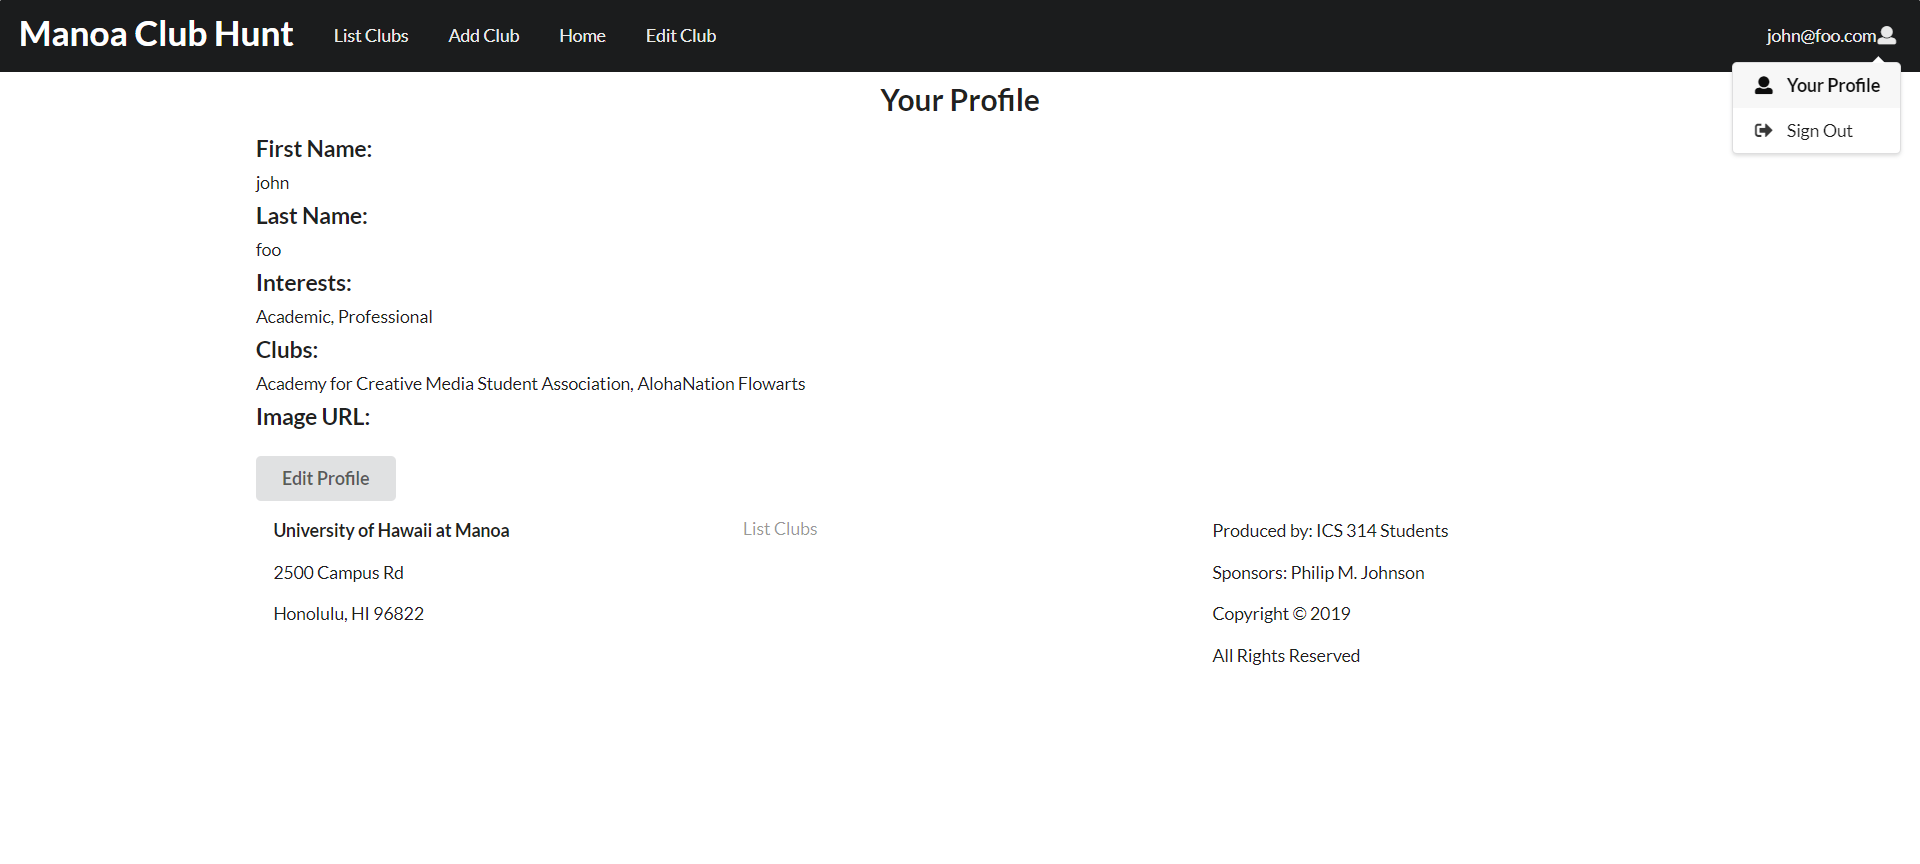 Manoa Club Hunt List Clubs Add Club Home Edit Club john@foo.com
Your Profile
Sign Out
Your Profile
First Name:
john
Last Name:
foo
Interests:
Academic, Professional
Clubs:
Academy for Creative Media Student Association, AlohaNation Flowarts
Image URL:
Edit Profile
University of Hawaii at Manoa
2500 Campus Rd
Honolulu, HI 96822
List Clubs
Produced by: ICS 314 Students
Sponsors: Philip M. Johnson
Copyright © 2019
All Rights Reserved